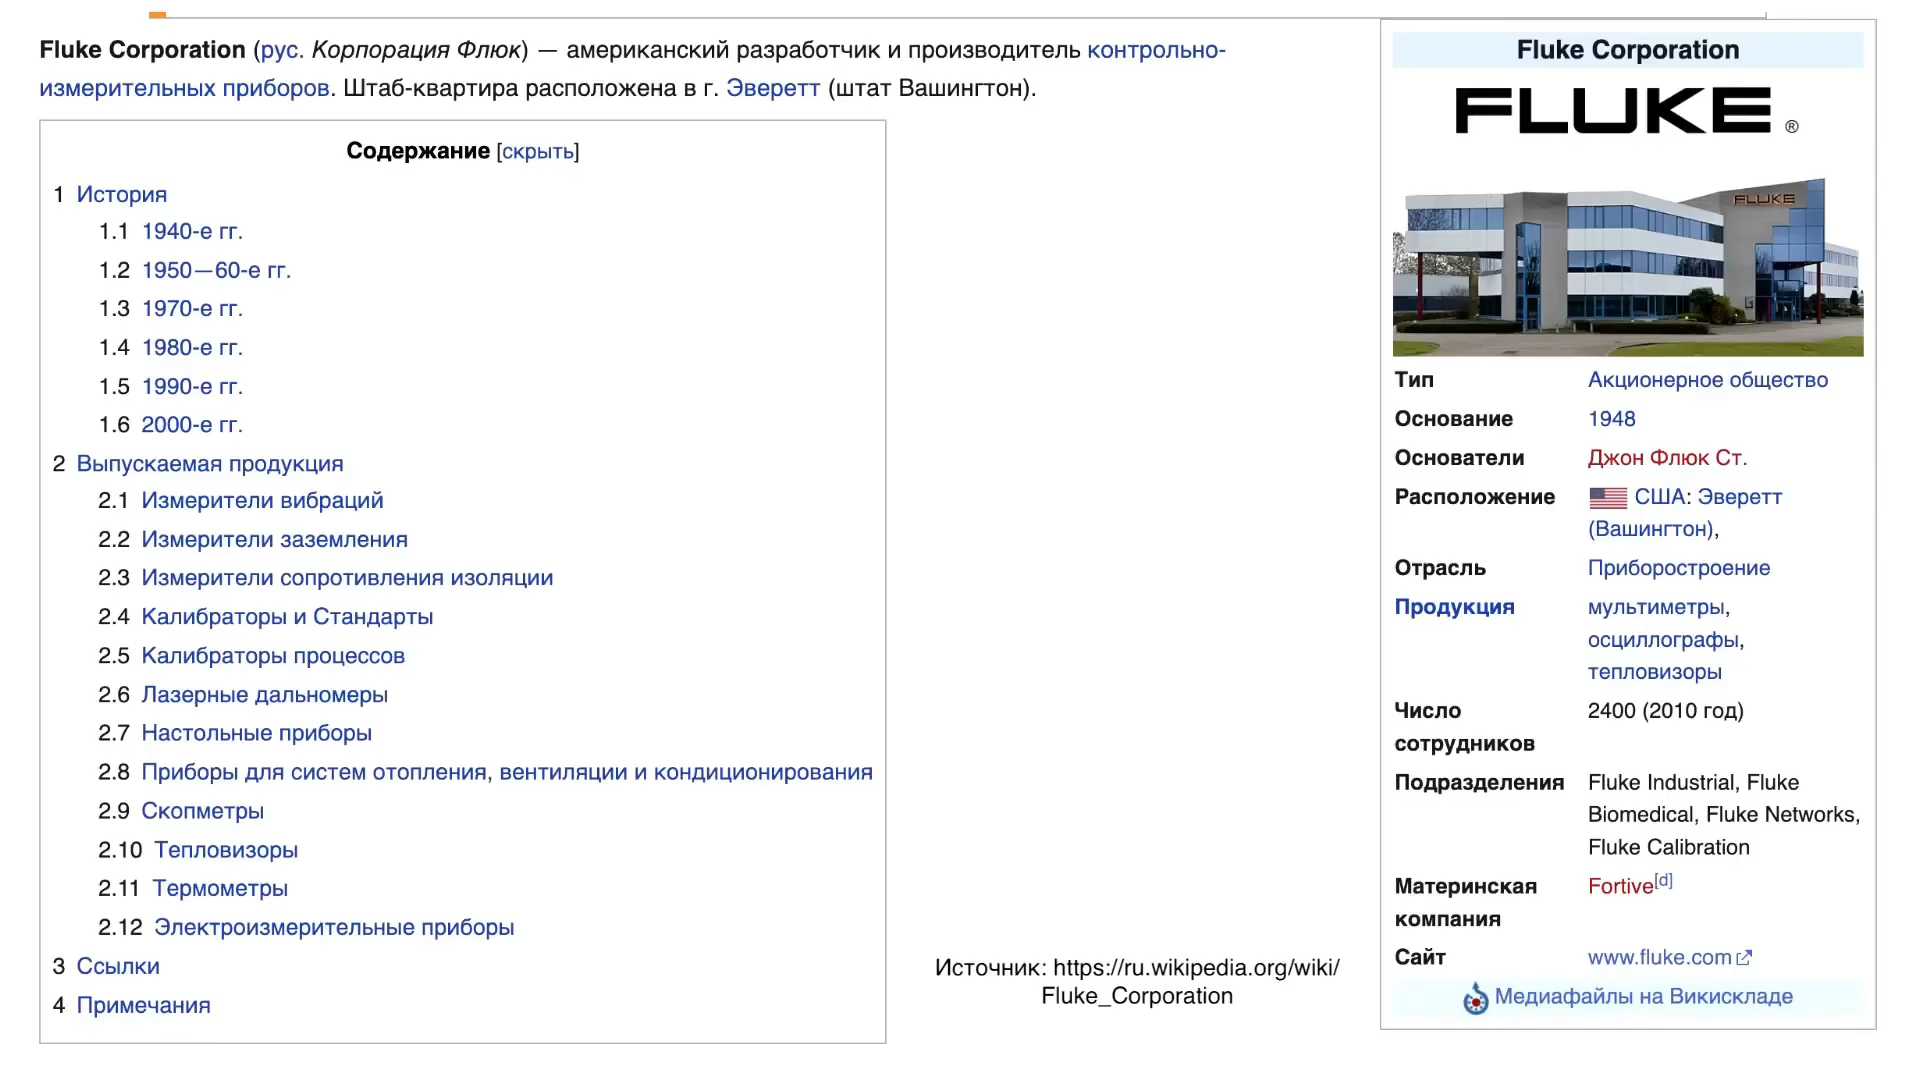 Fluke Corporation (рус. Корпорация Флюк) — американский разработчик и производитель контрольно-
измерительных приборов. Штаб-квартира расположена в г. Эверетт (штат Вашингтон).
Содержание [скрыть]
1 История
1.1 1940-е гг.
1.2 1950—60-е гг.
1.3 1970-е гг.
1.4 1980-е гг.
1.5 1990-е гг.
1.6 2000-е гг.
2 Выпускаемая продукция
2.1 Измерители вибраций
2.2 Измерители заземления
2.3 Измерители сопротивления изоляции
2.4 Калибраторы и Стандарты
2.5 Калибраторы процессов
2.6 Лазерные дальномеры
2.7 Настольные приборы
2.8 Приборы для систем отопления, вентиляции и кондиционирования
2.9 Скопметры
2.10 Тепловизоры
2.11 Термометры
2.12 Электроизмерительные приборы
3 Ссылки
4 Примечания
Источник: https://ru.wikipedia.org/wiki/
Fluke_Corporation
Fluke Corporation
FLUKE ®
FLUKE
Тип Акционерное общество
Основание 1948
Основатели Джон Флюк Ст.
Расположение США: Эверетт
(Вашингтон),
Отрасль Приборостроение
Продукция мультиметры,
осциллографы,
тепловизоры
Число 2400 (2010 год)
сотрудников
Подразделения Fluke Industrial, Fluke
Biomedical, Fluke Networks,
Fluke Calibration
Материнская Fortive[d]
компания
Сайт www.fluke.com
Медиафайлы на Викискладе